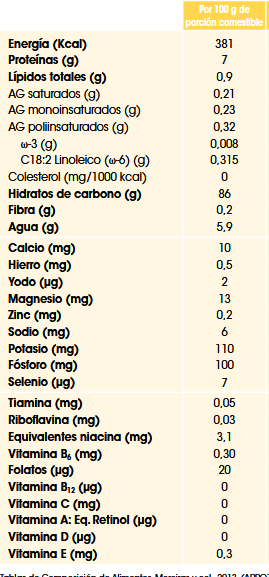 Por 100 g de
porción comestible
Energía (Kcal) 381
Proteínas (g) 7
Lípidos totales (g) 0,9
AG saturados (g) 0,21
AG monoinsaturados (g) 0,23
AG poliinsaturados (g) 0,32
ω-3 (g) 0,008
C18:2 Linoleico (ω-6) (g) 0,315
Colesterol (mg/1000 kcal) 0
Hidratos de carbono (g) 86
Fibra (g) 0,2
Agua (g) 5,9
Calcio (mg) 10
Hierro (mg) 0,5
Yodo (µg) 2
Magnesio (mg) 13
Zinc (mg) 0,2
Sodio (mg) 6
Potasio (mg) 110
Fósforo (mg) 100
Selenio (µg) 7
Tiamina (mg) 0,05
Riboflavina (mg) 0,03
Equivalentes niacina (mg) 3,1
Vitamina B6 (mg) 0,30
Folatos (µg) 20
Vitamina B12 (µg) 0
Vitamina C (mg) 0
Vitamina A: Eq. Retinol (µg) 0
Vitamina D (µg) 0
Vitamina E (mg) 0,3
Tablas de Composición de Alimentos. Moreiras y col., 2013.